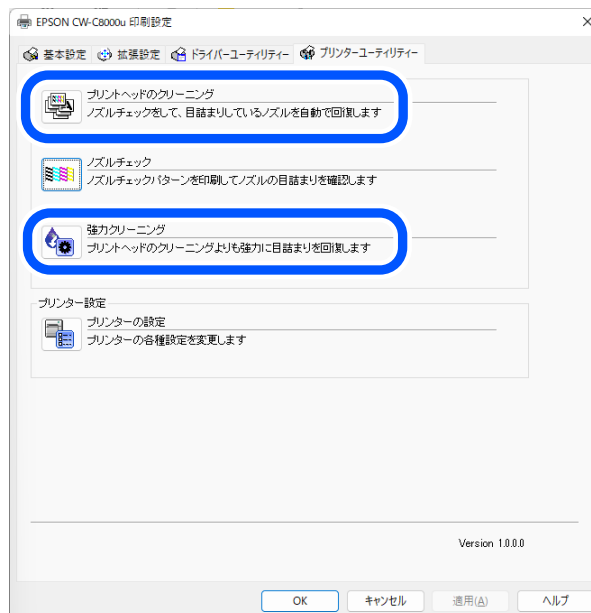 EPSON CW-C8000u 印刷設定
基本設定 拡張設定 ドライバーユーティリティー プリンターユーティリティー
プリントヘッドのクリーニング
ノズルチェックをして、目詰まりしているノズルを自動で回復します
ノズルチェック
ノズルチェックパターンを印刷してノズルの目詰まりを確認します
強力クリーニング
プリントヘッドのクリーニングよりも強力に目詰まりを回復します
プリンター設定
プリンターの設定
プリンターの各種設定を変更します
Version 1.0.0.0
OK キャンセル 適用(A) ヘルプ